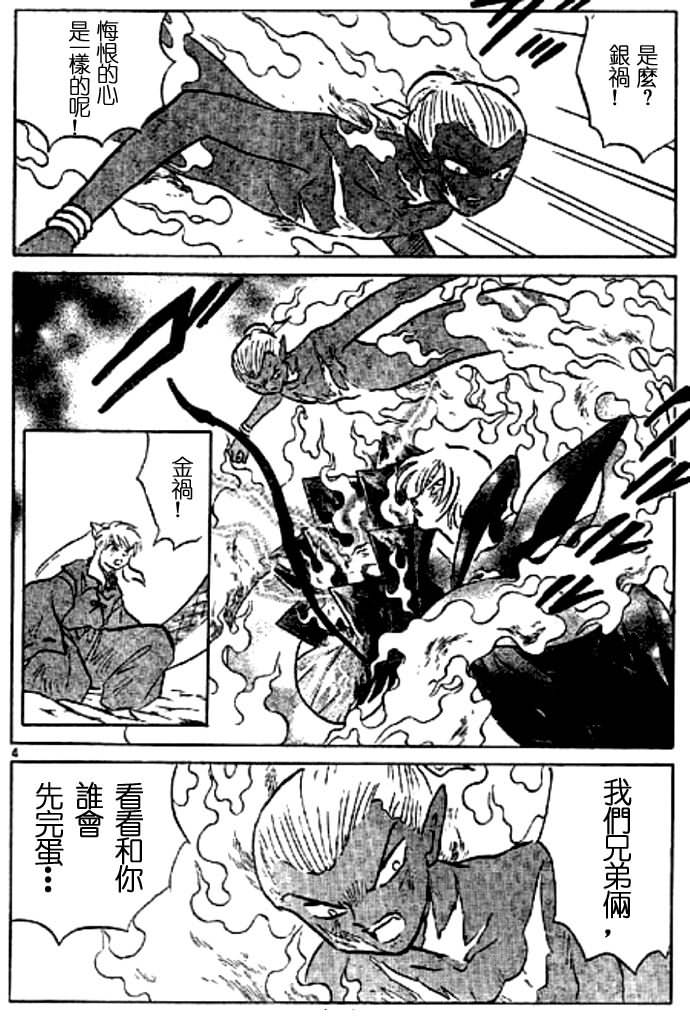 是麼？
銀禍！
悔恨的心
是一樣的呢！
金禍！
4
我們兄弟倆，
看看和你
誰會
先完蛋…